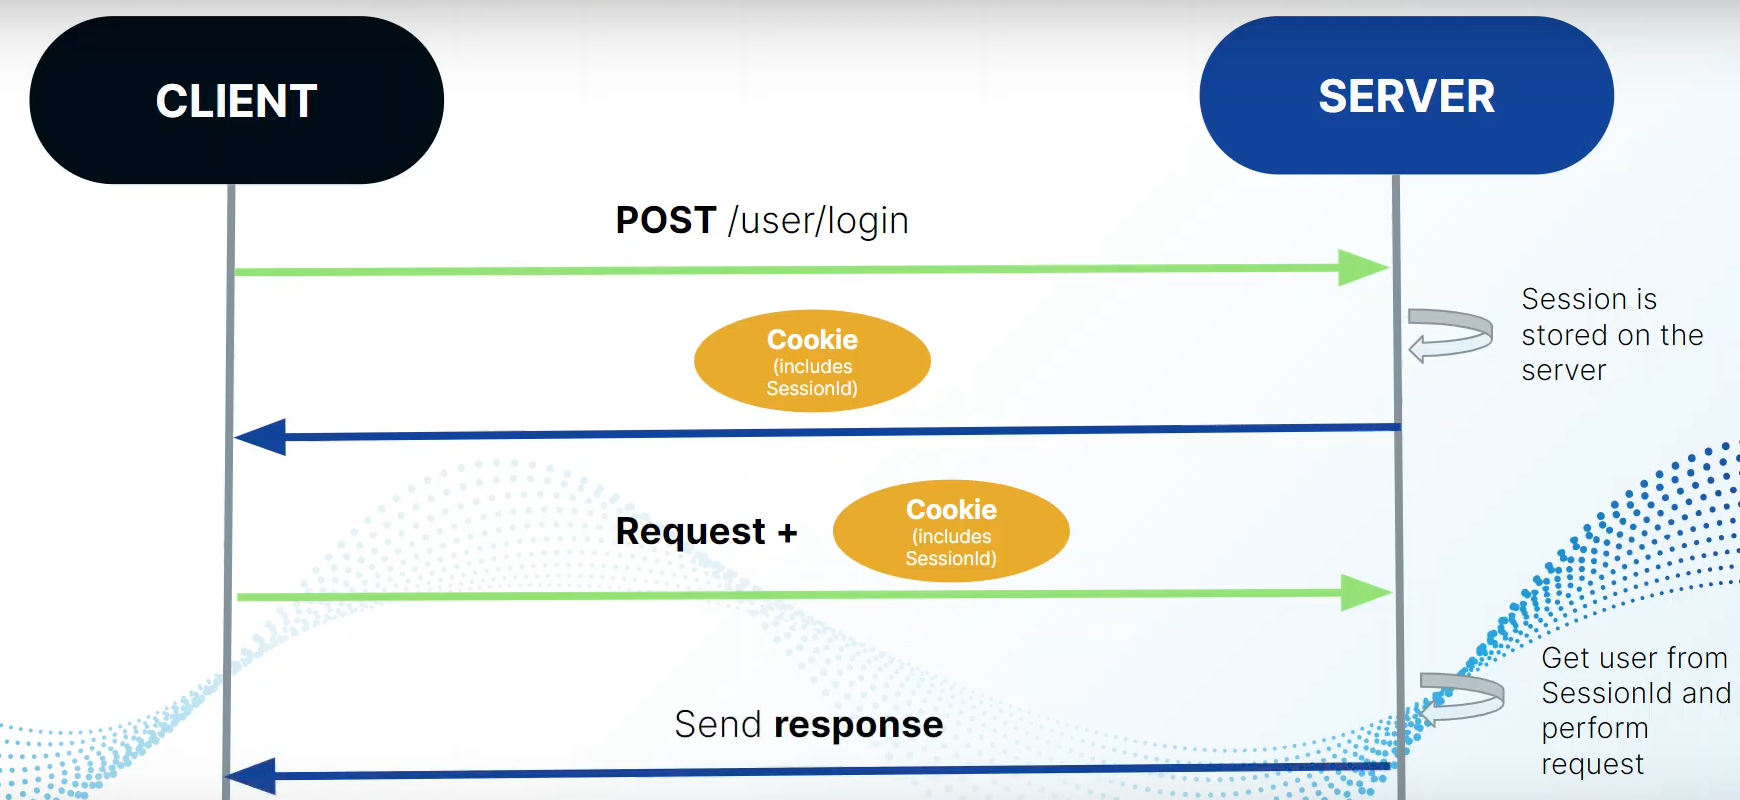 CLIENT
SERVER
POST /user/login
Session is
stored on the
server
Cookie
(includes
SessionId)
Request +
Cookie
(includes
SessionId)
Get user from
SessionId and
perform
request
Send response